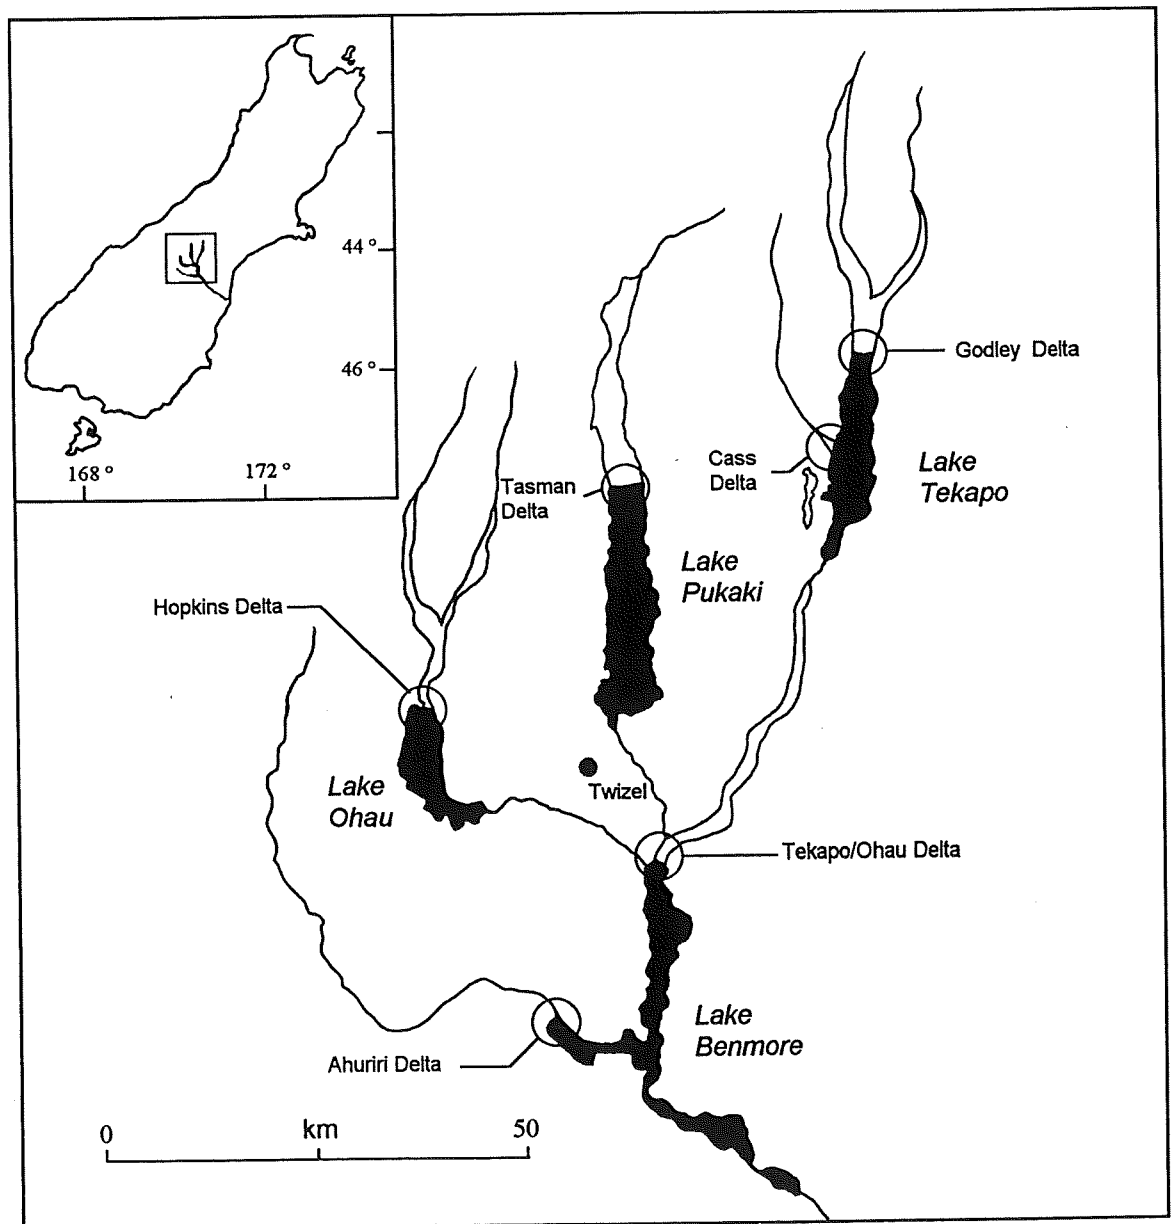 44 °
46 °
168 °
172 °
Godley Delta
Cass
Delta
Lake
Tekapo
Tasman
Delta
Lake
Pukaki
Hopkins Delta
Lake
Ohau
Twizel
Tekapo/Ohau Delta
Lake
Benmore
Ahuriri Delta
0 km 50